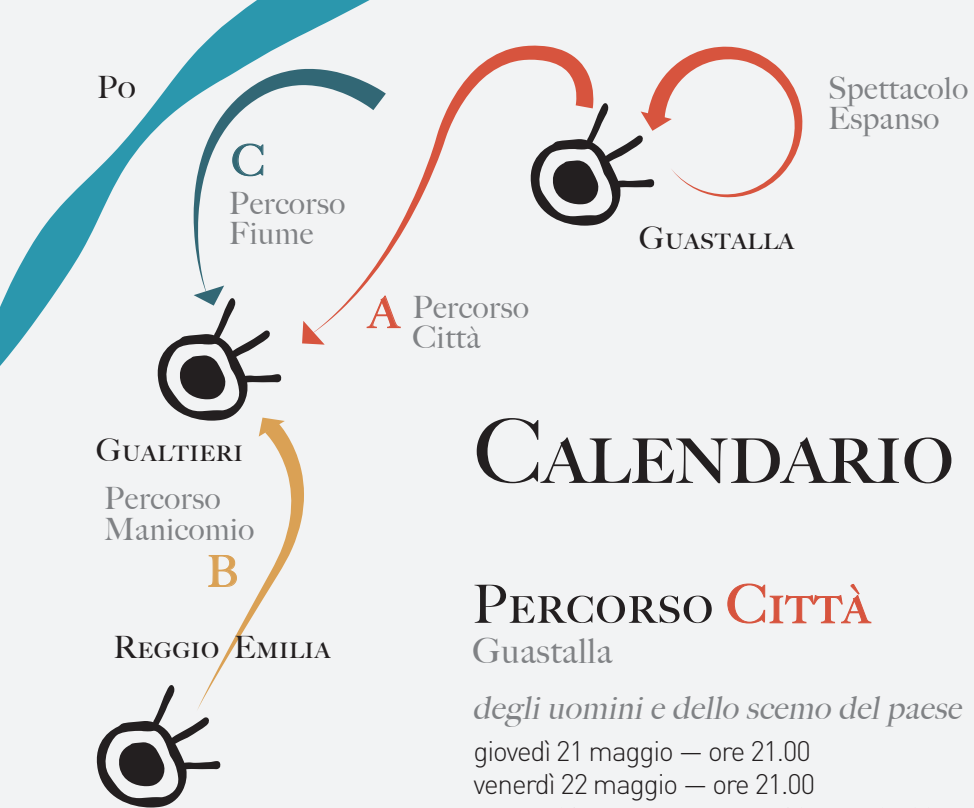 Po
Spettacolo
Espanso
C
Percorso
Fiume
Guastalla
A Percorso
Città
Gualtieri
Percorso
Manicomio
B
Reggio Emilia
Calendario
Percorso Città
Guastalla
degli uomini e dello scemo del paese
giovedì 21 maggio — ore 21.00
venerdì 22 maggio — ore 21.00